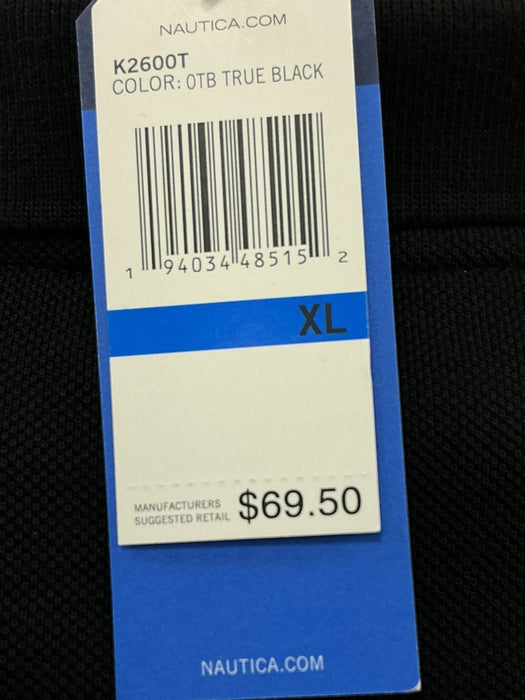 NAUTICA.COM
K2600T
COLOR: 0TB TRUE BLACK
1 94034 48515 2
XL
MANUFACTURERS
SUGGESTED RETAIL $69.50
NAUTICA.COM